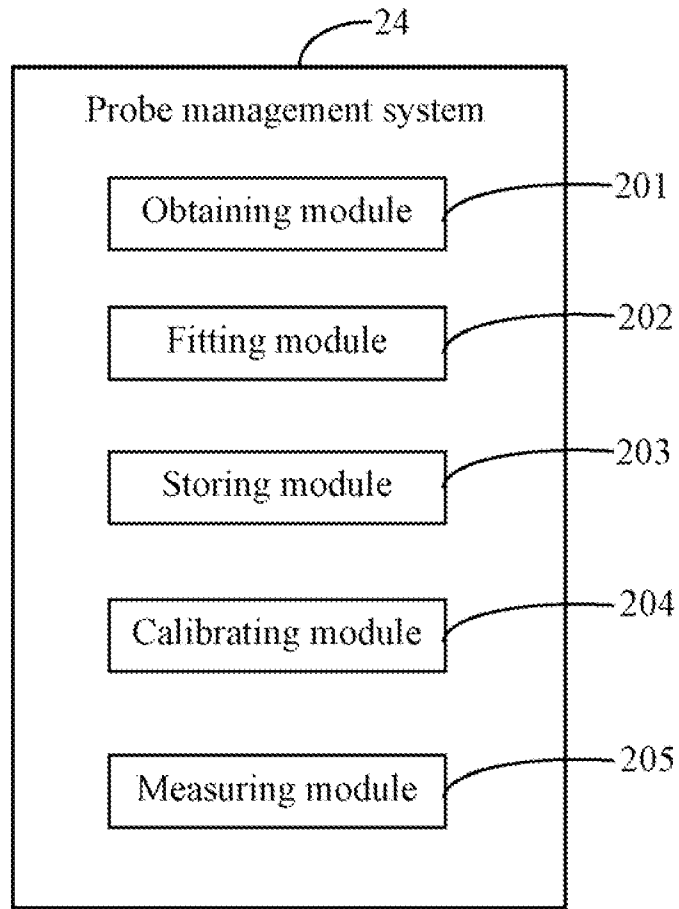 24
Probe management system
Obtaining module
201
Fitting module
202
Storing module
203
Calibrating module
204
Measuring module
205